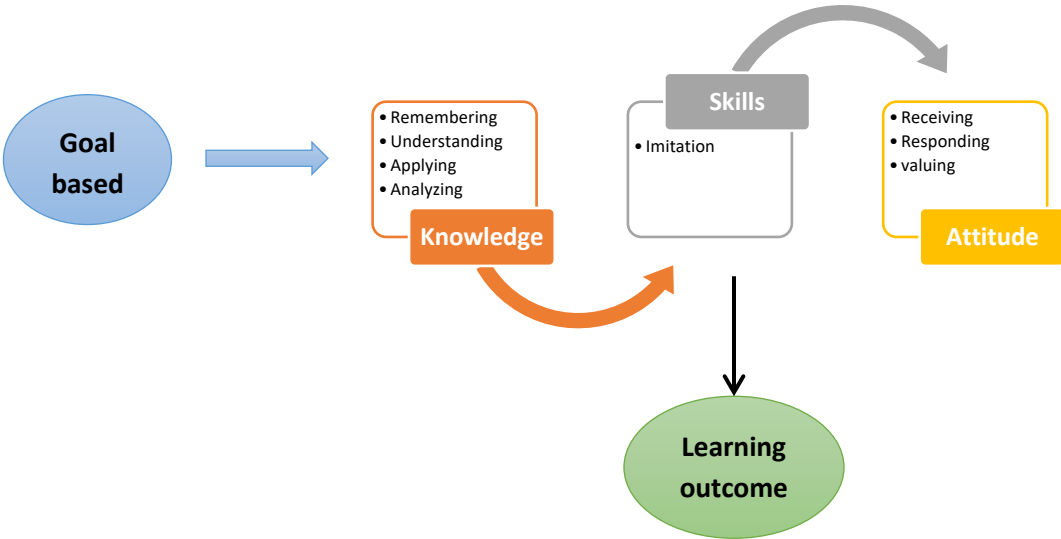 Goal
based
• Remembering
• Understanding
• Applying
• Analyzing
Knowledge
Skills
• Imitation
• Receiving
• Responding
• valuing
Attitude
Learning
outcome